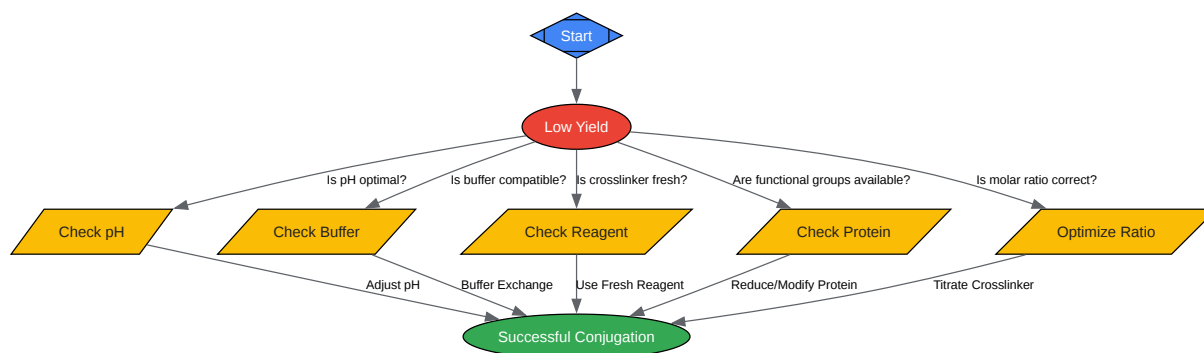 Start
Low Yield
Is pH optimal?
Is buffer compatible?
Is crosslinker fresh?
Are functional groups available?
Is molar ratio correct?
Check pH
Check Buffer
Check Reagent
Check Protein
Optimize Ratio
Adjust pH
Buffer Exchange
Use Fresh Reagent
Reduce/Modify Protein
Titrate Crosslinker
Successful Conjugation